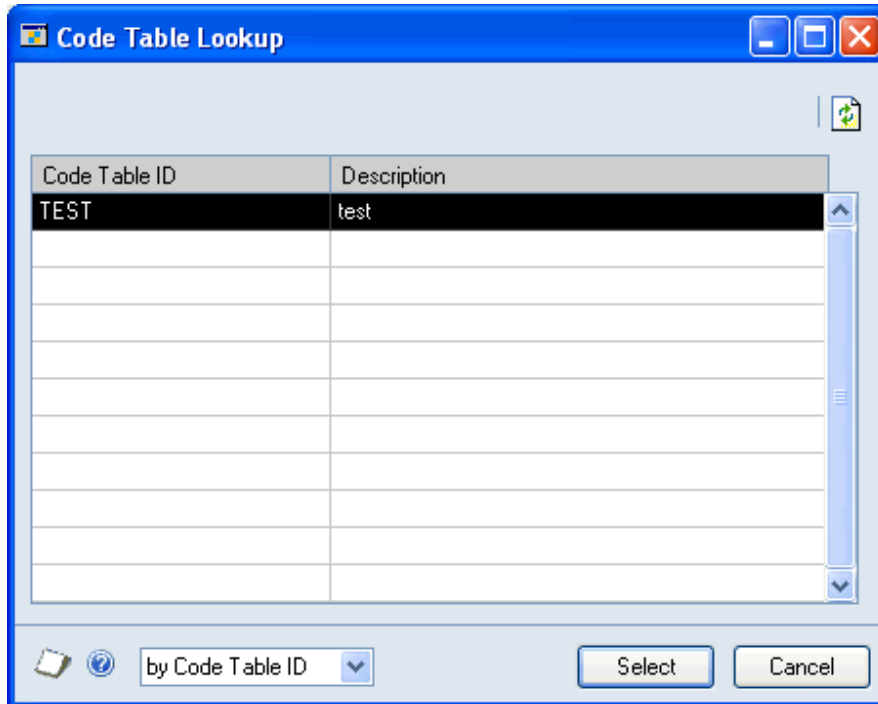 Code Table Lookup
Code Table ID Description
TEST test
by Code Table ID Select Cancel